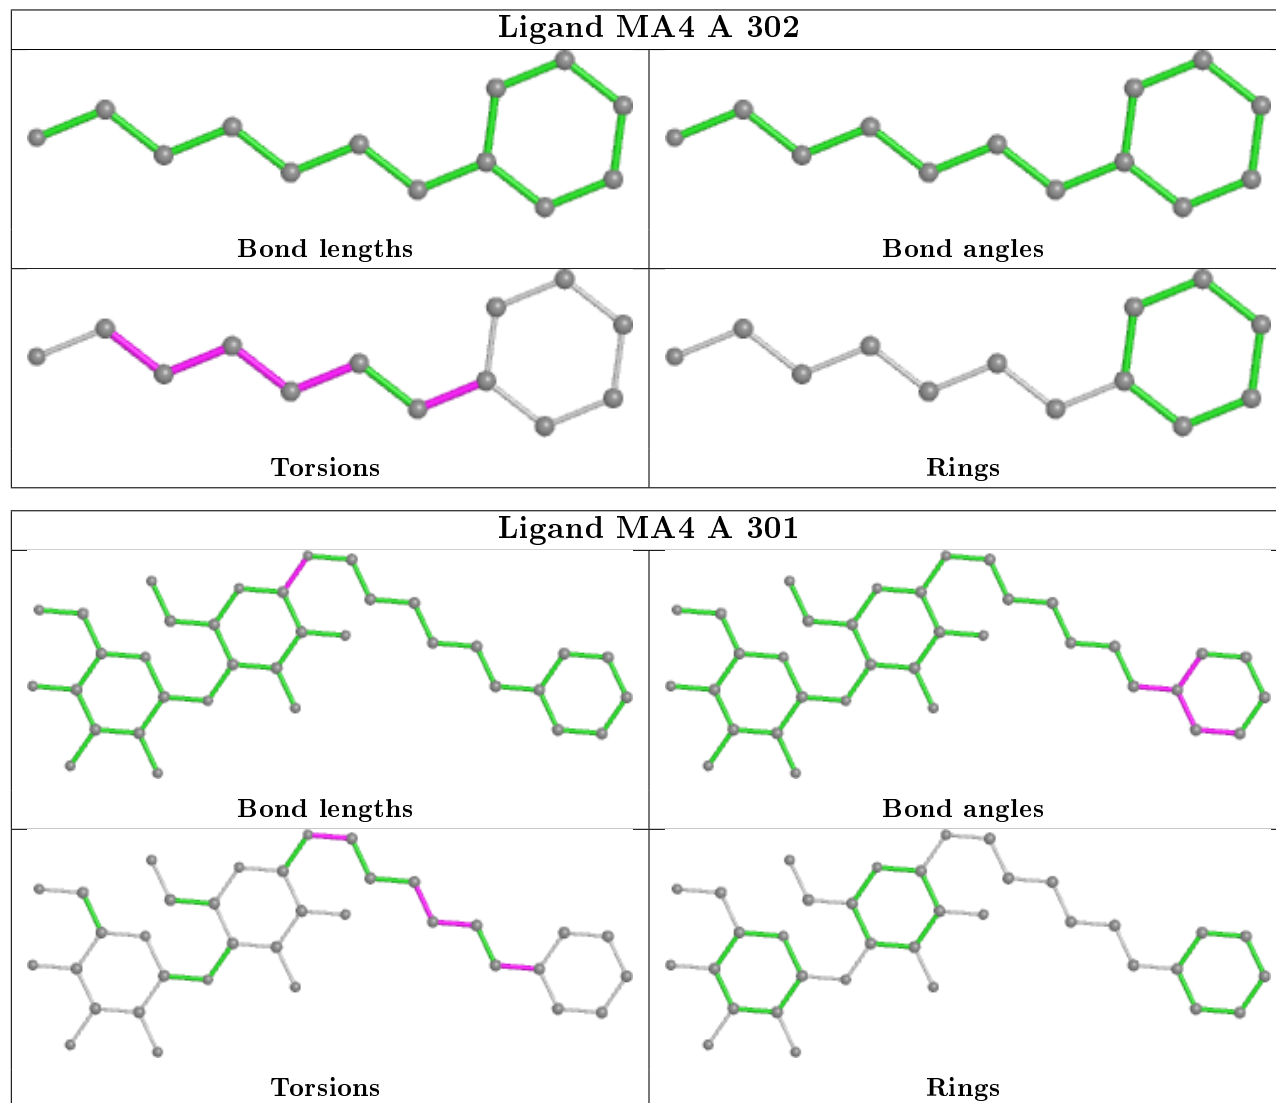 Ligand MA4 A 302
Bond lengths
Bond angles
Torsions
Rings
Ligand MA4 A 301
Bond lengths
Bond angles
Torsions
Rings